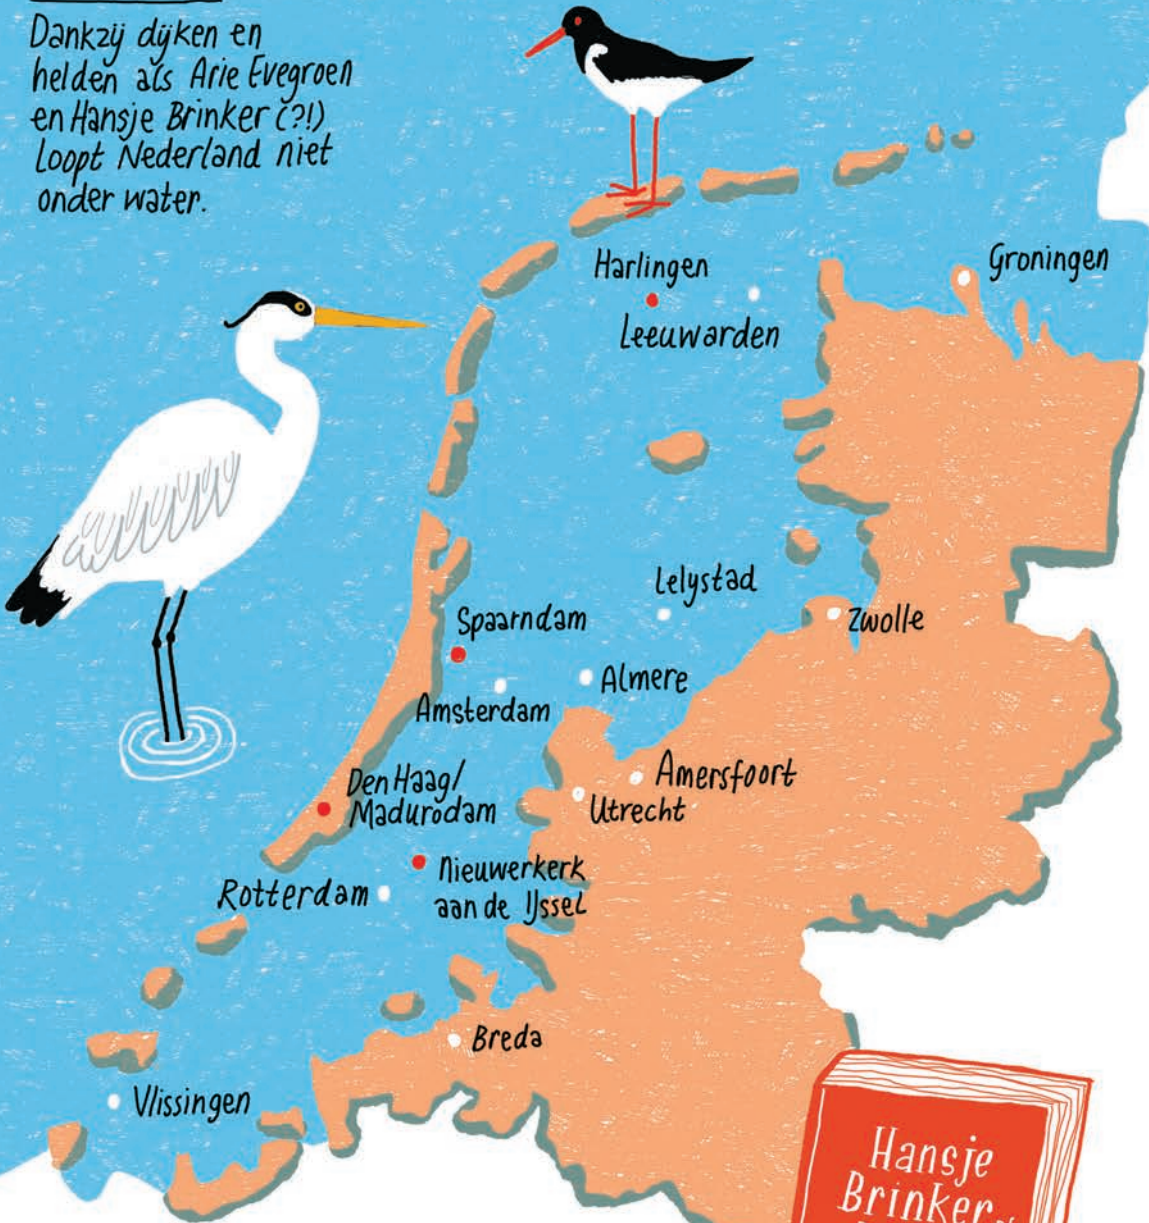 Dankzij dijken en
helden als Arie Evegroen
en Hansje Brinker (?!)
loopt Nederland niet
onder water.
Harlingen
Groningen
Leeuwarden
Lelystad
Spaarndam
Zwolle
Almere
Amsterdam
Amersfoort
Den Haag/
Madurodam
Utrecht
Nieuwerkerk
aan de IJssel
Rotterdam
Breda
Vlissingen
Hansje
Brinker